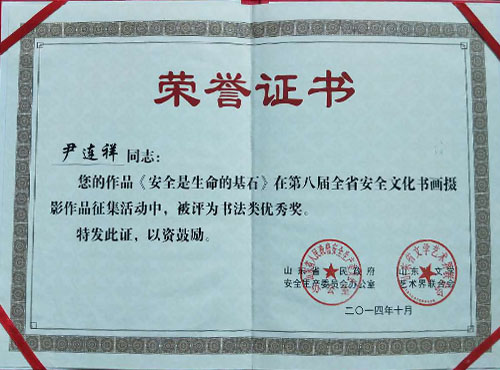 荣誉证书
尹连祥同志：
您的作品《安全是生命的基石》在第八届全省安全文化书画摄
影作品征集活动中，被评为书法类优秀奖。
特发此证，以资鼓励。
山东省人民政府
安全生产委员会办公室
山东省文学
艺术界联合会
二〇一四年十月